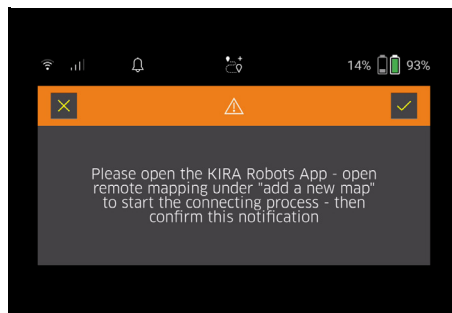 14% 93%
Please open the KIRA Robots App - open
remote mapping under "add a new map"
to start the connecting process - then
confirm this notification